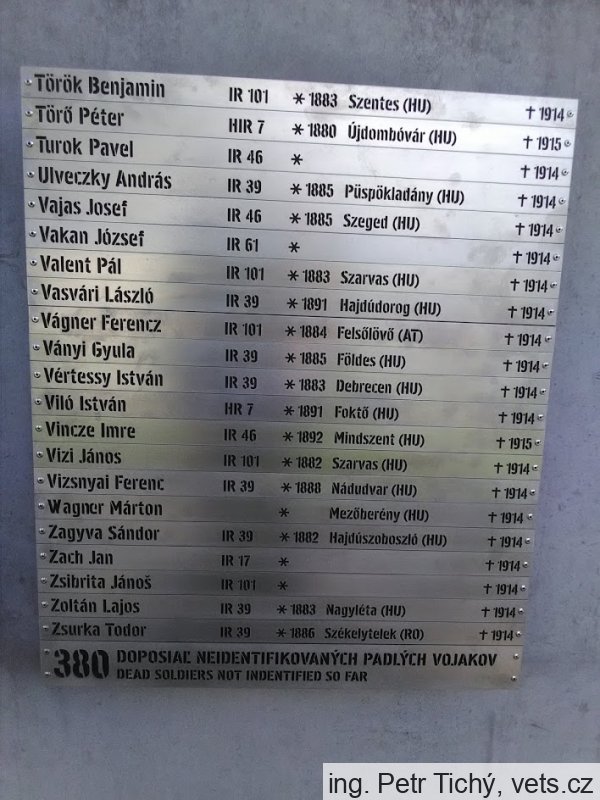 Török Benjamin IR 101 * 1883 Szentes (HU) † 1914
Törő Péter HIR 7 * 1880 Újdombóvár (HU) † 1915
Turok Pavel IR 46 * † 1914
Ulveczky András IR 39 * 1885 Püspökladány (HU) † 1914
Vajas Josef IR 46 * 1885 Szeged (HU) † 1914
Vakan József IR 61 * † 1914
Valent Pál IR 101 * 1883 Szarvas (HU) † 1914
Vasvári László IR 39 * 1891 Hajdúdorog (HU) † 1914
Vágner Ferencz IR 101 * 1884 Felsőlövő (AT) † 1914
Ványi Gyula IR 39 * 1885 Földes (HU) † 1914
Vértessy István IR 39 * 1883 Debrecen (HU) † 1914
Viló István HR 7 * 1891 Foktő (HU) † 1914
Vincze Imre IR 46 * 1892 Mindszent (HU) † 1915
Vizi János IR 101 * 1882 Szarvas (HU) † 1914
Vizsnyai Ferenc IR 39 * 1888 Nádudvar (HU) † 1914
Wagner Márton * Mezőberény (HU) † 1914
Zagyva Sándor IR 39 * 1882 Hajdúszoboszló (HU) † 1914
Zach Jan IR 17 * † 1914
Zsibrita Jánoš IR 101 * † 1914
Zoltán Lajos IR 39 * 1883 Nagyléta (HU) † 1914
Zsurka Todor IR 39 * 1886 Székelytelek (RO) † 1914
380 DOPOSIAĽ NEIDENTIFIKOVANÝCH PADLÝCH VOJAKOV
DEAD SOLDIERS NOT INDENTIFIED SO FAR
ing. Petr Tichý, vets.cz